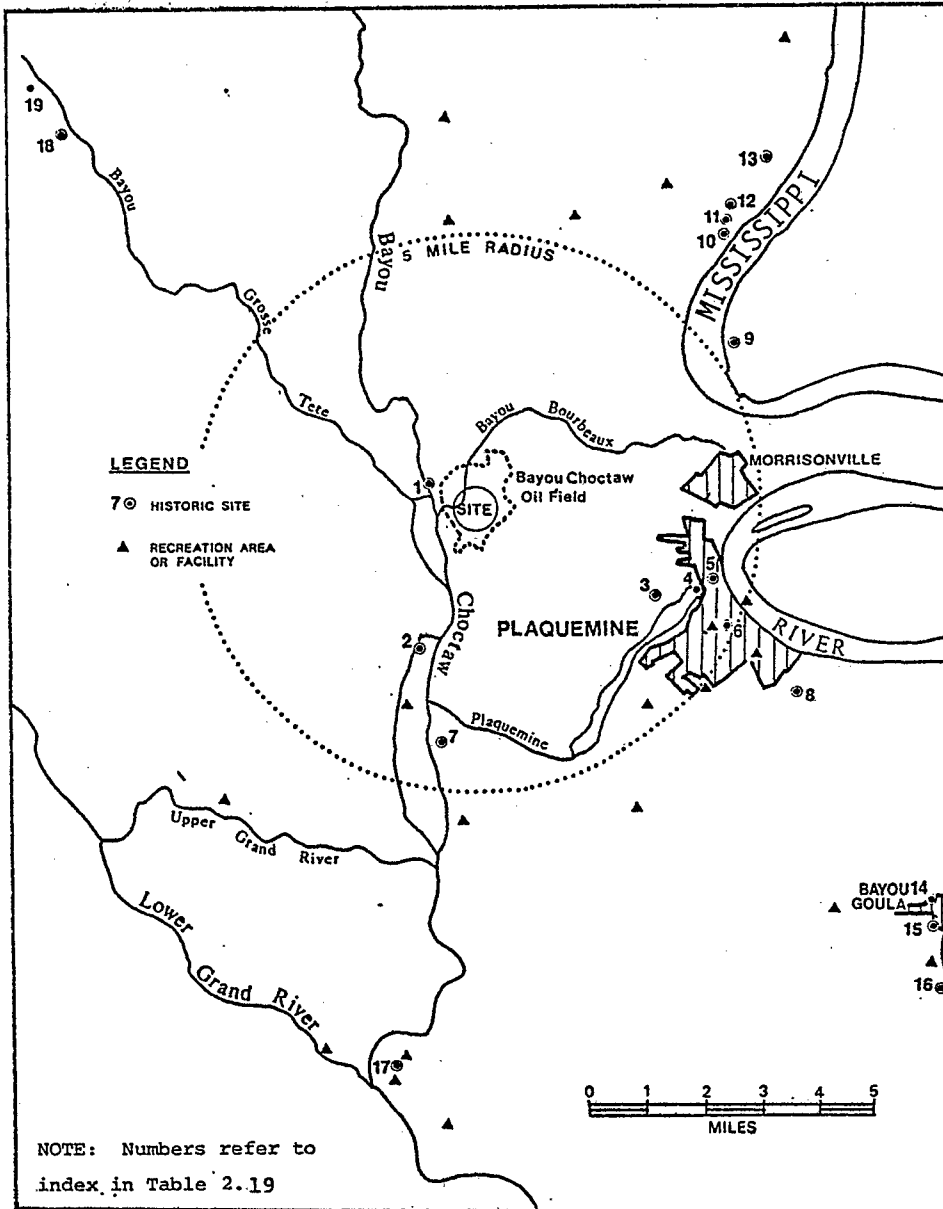 19
18
Bayou
Bayou
13
12
11
10
MISSISSIPPI
5 MILE RADIUS
Grosse
9
Tete
Bayou Bourbeaux
LEGEND
7 HISTORIC SITE
RECREATION AREA
OR FACILITY
1
SITE
Bayou Choctaw
Oil Field
MORRISONVILLE
Choctaw
3
4
5
6
PLAQUEMINE
RIVER
2
8
Plaquemine
7
Upper Grand River
Lower
Grand River
BAYOU
GOULA
14
15
16
17
0 1 2 3 4 5
MILES
NOTE: Numbers refer to
index in Table 2.19